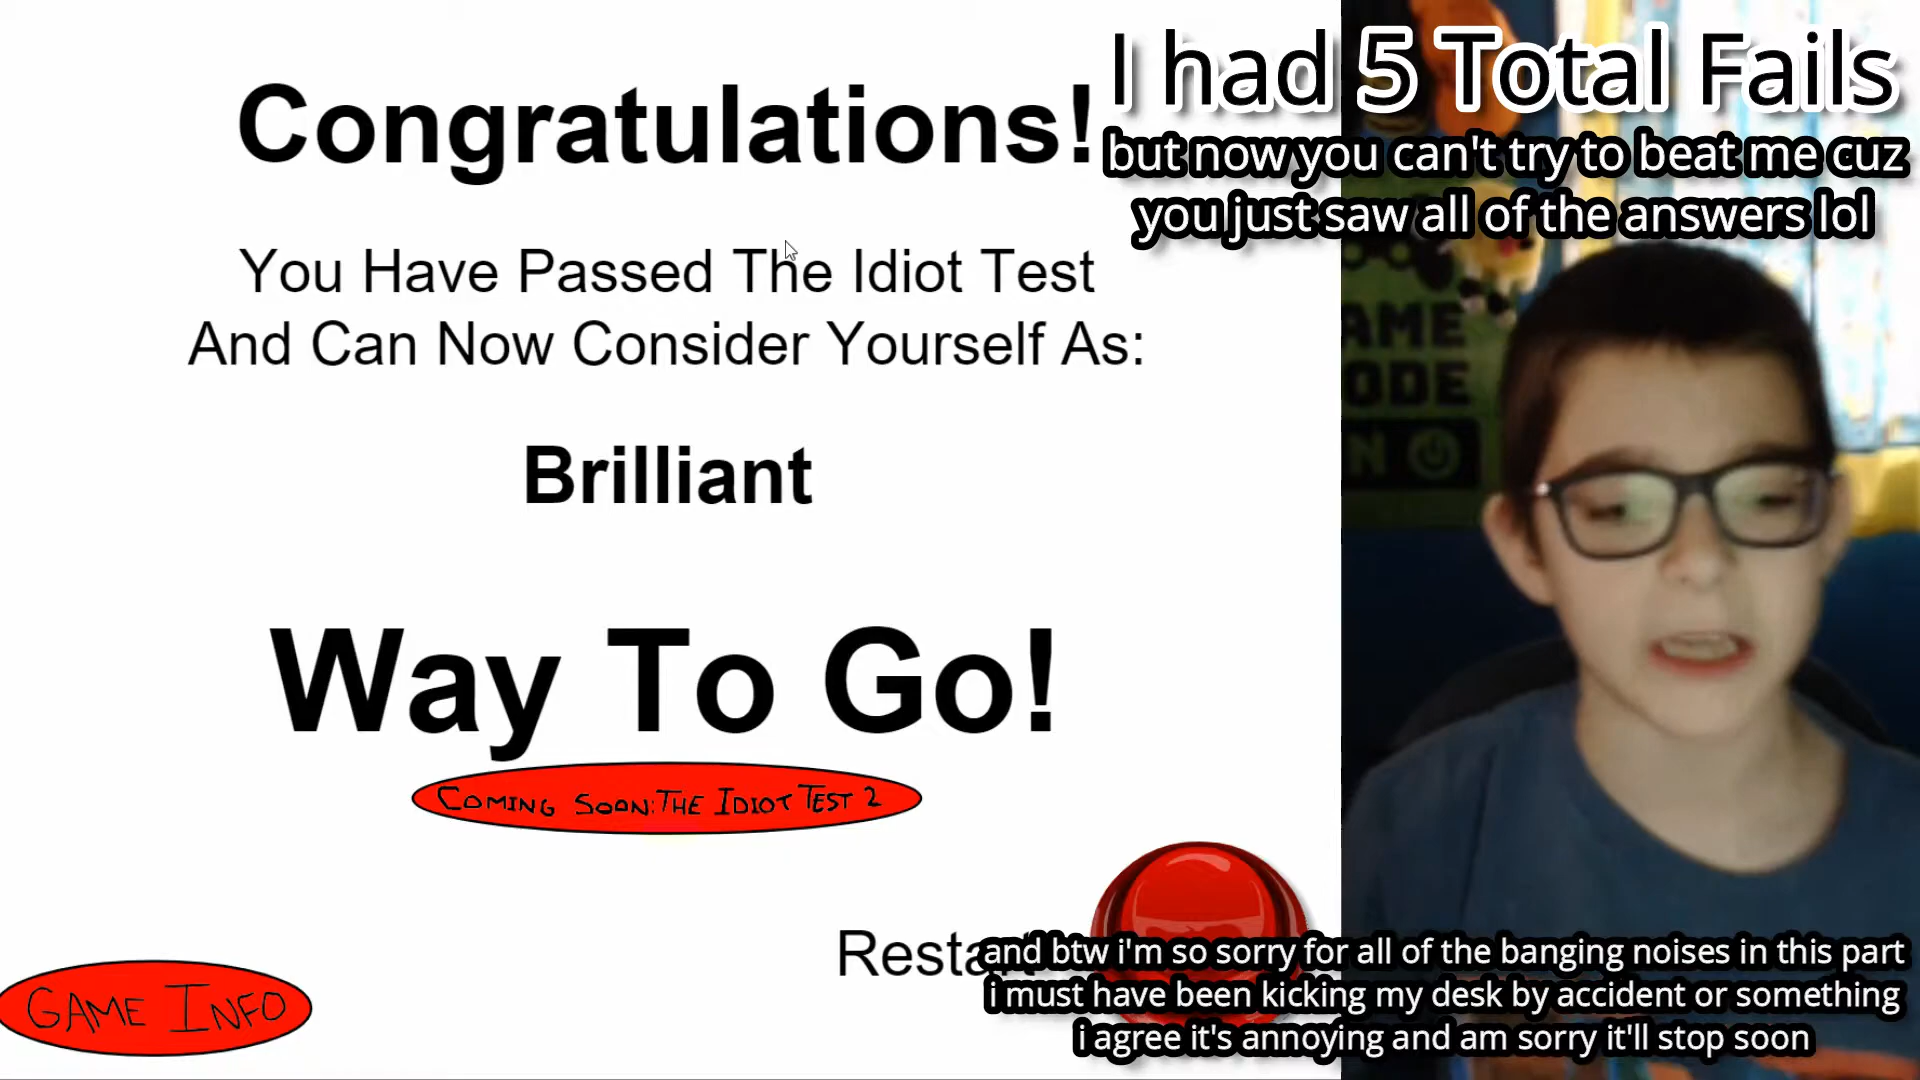 Congratulations!
You Have Passed The Idiot Test
And Can Now Consider Yourself As:
Brilliant
Way To Go!
COMING SOON: THE IDIOT TEST 2
GAME INFO
I had 5 Total Fails
but now you can't try to beat me cuz
you just saw all of the answers lol
AME
ODE
N
and btw i'm so sorry for all of the banging noises in this part
i must have been kicking my desk by accident or something
i agree it's annoying and am sorry it'll stop soon